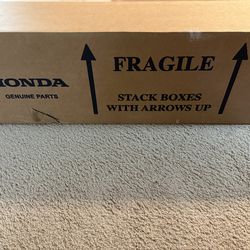 HONDA
GENUINE PARTS
FRAGILE
STACK BOXES
WITH ARROWS UP